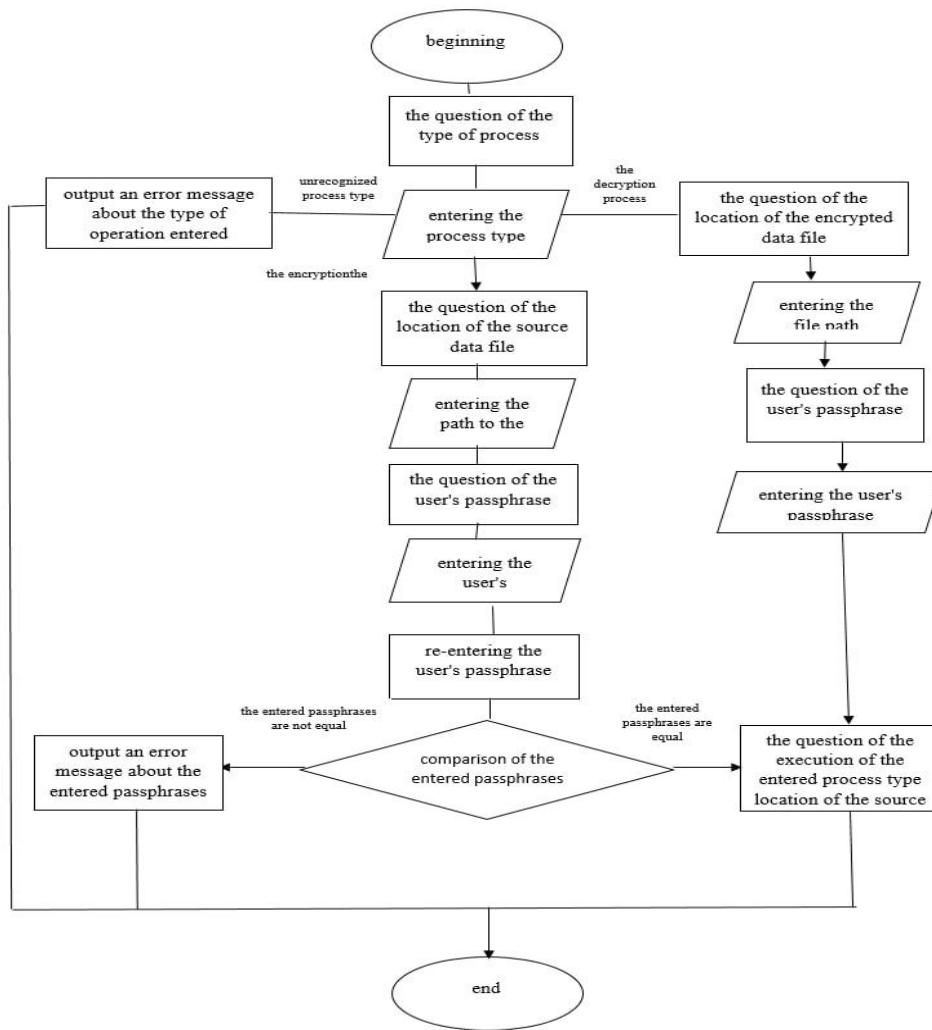 beginning
the question of the
type of process
unrecognized
process type
the
decryption
process
output an error message
about the type of
operation entered
entering the
process type
the question of the
location of the encrypted
data file
the encryptionthe
entering the
file path
the question of the
location of the source
data file
the question of the
user's passphrase
entering the
path to the
the question of the
user's passphrase
entering the user's
passphrase
entering the
user's
re-entering the
user's passphrase
the entered passphrases
are not equal
the entered
passphrases are
equal
output an error
message about the
entered passphrases
comparison of the
entered passphrases
the question of the
execution of the
entered process type
location of the source
end